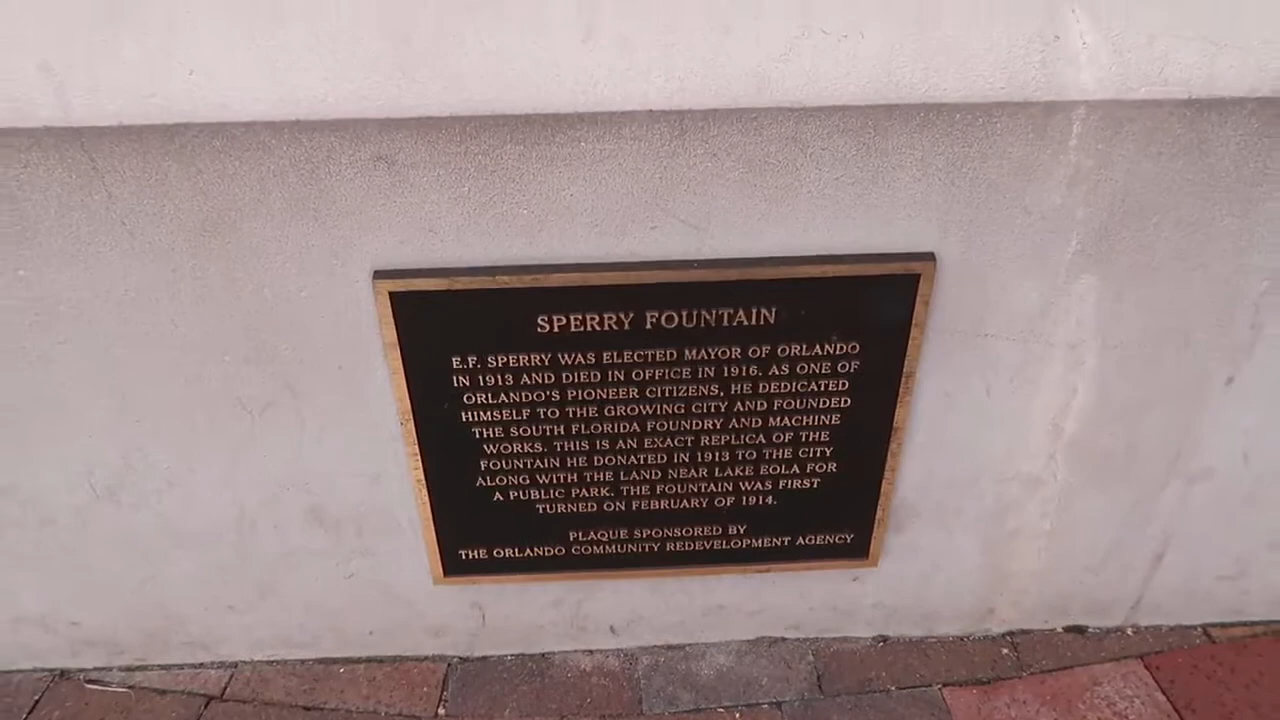 SPERRY FOUNTAIN
E.F. SPERRY WAS ELECTED MAYOR OF ORLANDO
IN 1913 AND DIED IN OFFICE IN 1916. AS ONE OF
ORLANDO'S PIONEER CITIZENS, HE DEDICATED
HIMSELF TO THE GROWING CITY AND FOUNDED
THE SOUTH FLORIDA FOUNDRY AND MACHINE
WORKS. THIS IS AN EXACT REPLICA OF THE
FOUNTAIN HE DONATED IN 1913 TO THE CITY
ALONG WITH THE LAND NEAR LAKE EOLA FOR
A PUBLIC PARK. THE FOUNTAIN WAS FIRST
TURNED ON FEBRUARY OF 1914.
PLAQUE SPONSORED BY
THE ORLANDO COMMUNITY REDEVELOPMENT AGENCY